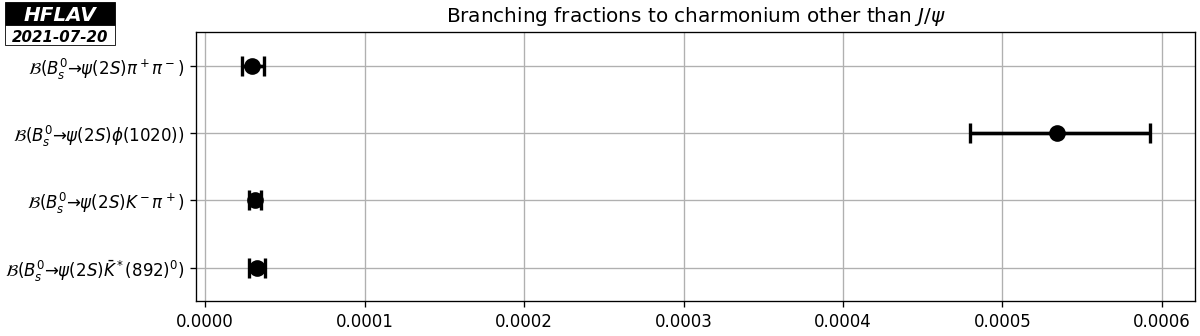 HFLAV
2021-07-20
Branching fractions to charmonium other than J/ψ
ℬ(B⁰ₛ→ψ(2S)π⁺π⁻)
ℬ(B⁰ₛ→ψ(2S)ϕ(1020))
ℬ(B⁰ₛ→ψ(2S)K⁻π⁺)
ℬ(B⁰ₛ→ψ(2S)K̄*(892)⁰)
0.0000 0.0001 0.0002 0.0003 0.0004 0.0005 0.0006